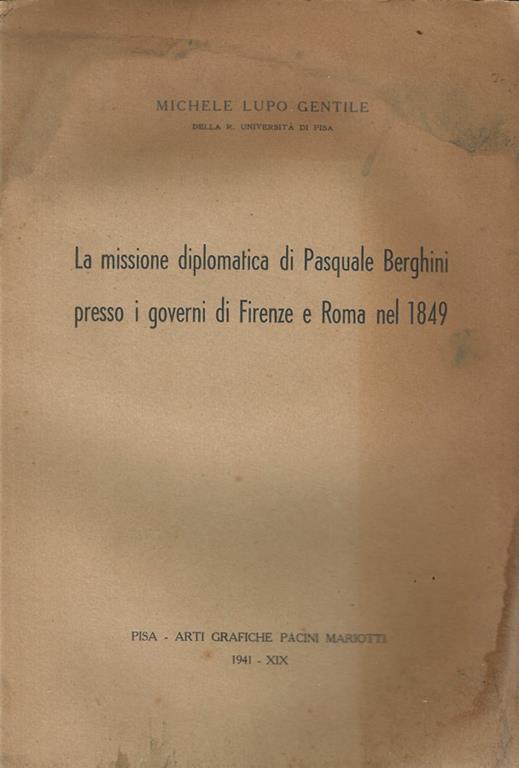 MICHELE LUPO GENTILE
DELLA R. UNIVERSITÀ DI PISA
La missione diplomatica di Pasquale Berghini
presso i governi di Firenze e Roma nel 1849
PISA - ARTI GRAFICHE PACINI MARIOTTI
1941 - XIX